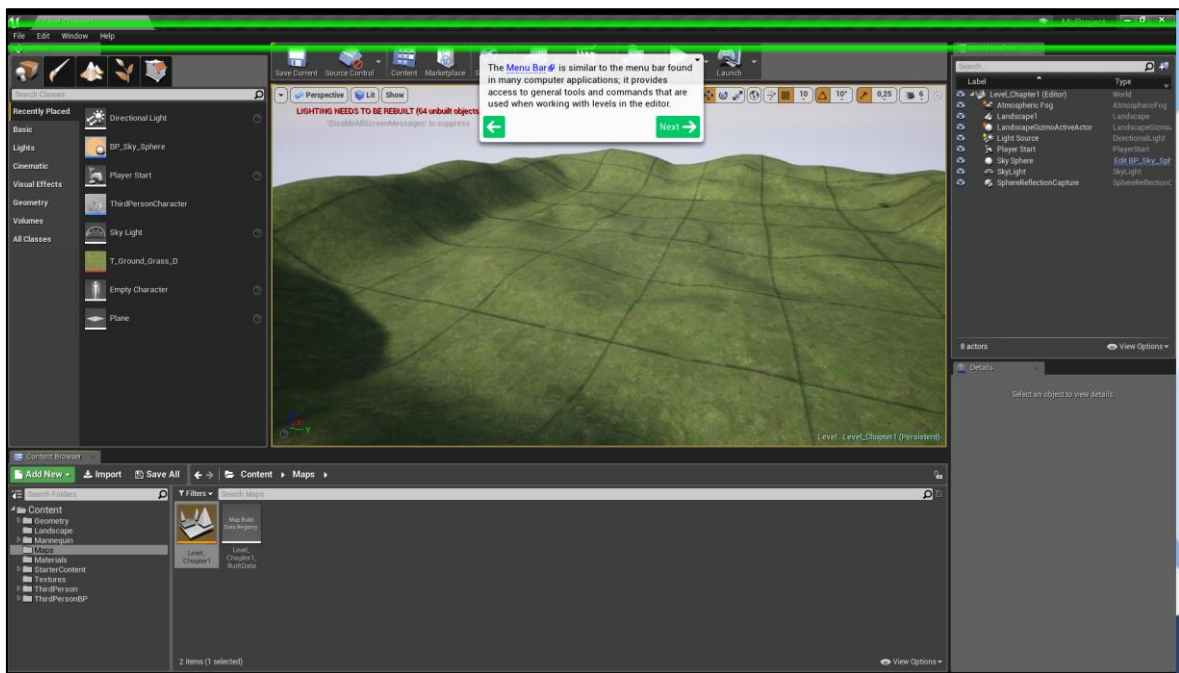 MyProject
File Edit Window Help
Save Current Source Control Content Marketplace Launch
Search Classes
Recently Placed
Basic
Lights
Cinematic
Visual Effects
Geometry
Volumes
All Classes
Directional Light
BP_Sky_Sphere
Player Start
ThirdPersonCharacter
Sky Light
T_Ground_Grass_D
Empty Character
Plane
Perspective Lit Show
10 10° 0,25 6
LIGHTING NEEDS TO BE REBUILT (64 unbuilt objects
'DisableAllScreenMessages' to suppress
The Menu Bar is similar to the menu bar found
in many computer applications; it provides
access to general tools and commands that are
used when working with levels in the editor.
Next
Level: Level_Chapter1 (Persistent)
Search...
Label Type
Level_Chapter1 (Editor) World
Atmospheric Fog AtmosphericFog
Landscape1 Landscape
LandscapeGizmoActiveActor LandscapeGizmo
Light Source DirectionalLight
Player Start PlayerStart
Sky Sphere Edit BP_Sky_Sph
SkyLight SkyLight
SphereReflectionCapture SphereReflectionC
8 actors View Options
Details
Select an object to view details.
Content Browser
Add New Import Save All Content Maps
Search Folders
Filters Search Maps
Content
Geometry
Landscape
Mannequin
Maps
Materials
StarterContent
Textures
ThirdPerson
ThirdPersonBP
Level_
Chapter1
Map Build
Data Registry
Level_
Chapter1_
BuiltData
2 items (1 selected) View Options